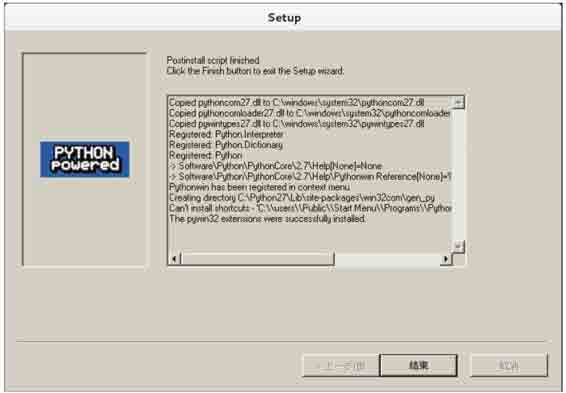 Setup
Postinstall script finished.
Click the Finish button to exit the Setup wizard.
PYTHON
powered
Copied pythoncom27.dll to C:\windows\system32\pythoncom27.dll
Copied pythoncomloader27.dll to C:\windows\system32\pythoncomloader
Copied pywintypes27.dll to C:\windows\system32\pywintypes27.dll
Registered: Python.Interpreter
Registered: Python.Dictionary
Registered: Python
-> Software\Python\PythonCore\2.7\Help[None]=None
-> Software\Python\PythonCore\2.7\Help\Pythonwin Reference[None]=
Pythonwin has been registered in context menu
Creating directory C:\Python27\Lib\site-packages\win32com\gen_py
Can't install shortcuts - 'C:\\users\\Public\\Start Menu\\Programs\\Pytho
The pywin32 extensions were successfully installed.
結束
取消